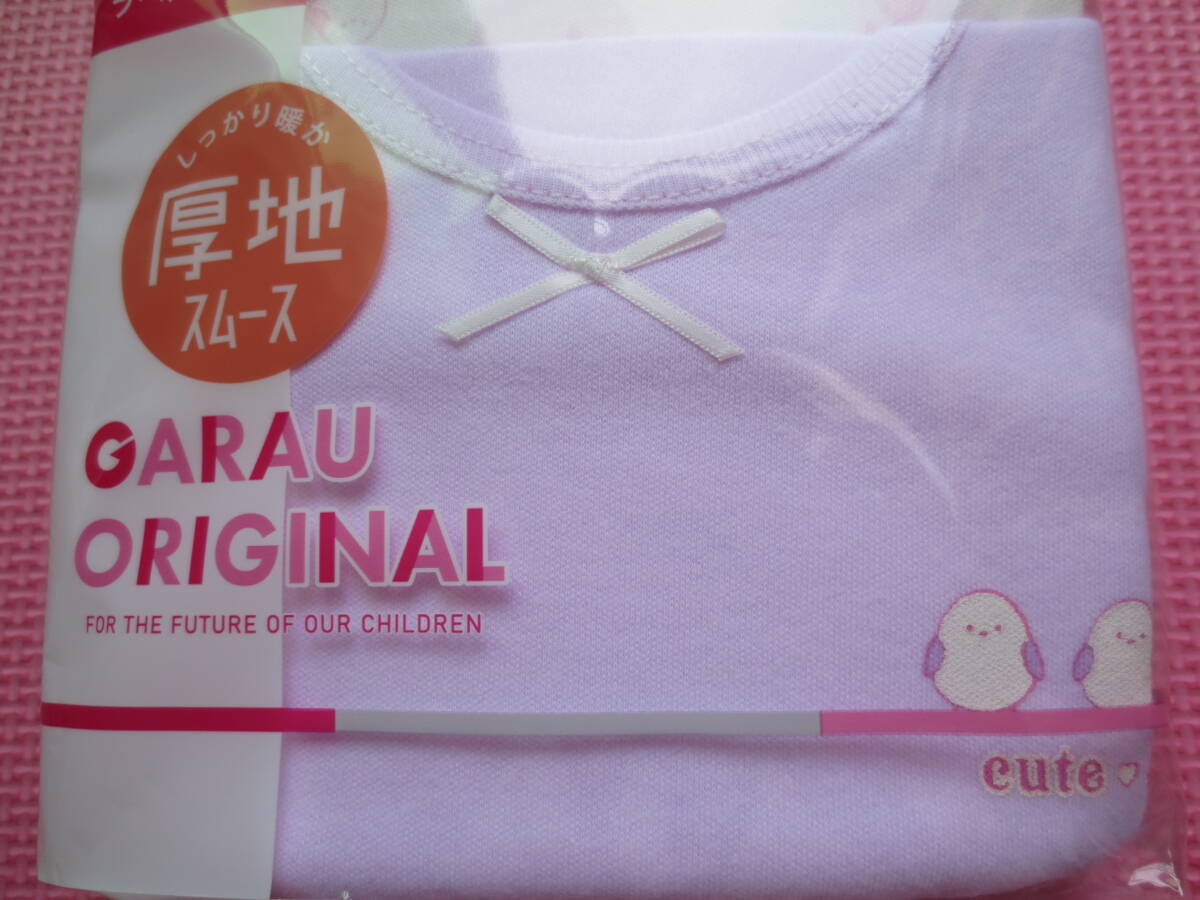 しっかり暖か
厚地
スムース
GARAU
ORIGINAL
FOR THE FUTURE OF OUR CHILDREN
cute